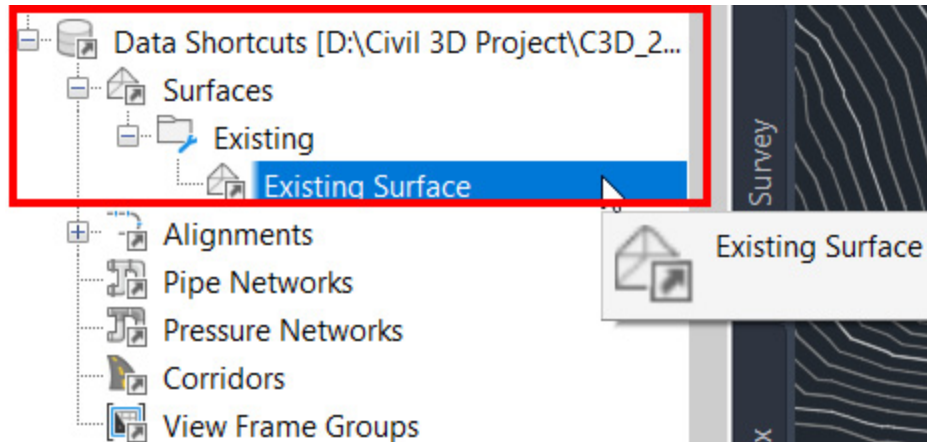 Data Shortcuts [D:\Civil 3D Project\C3D_2...
Surfaces
Existing
Existing Surface
Alignments
Pipe Networks
Pressure Networks
Corridors
View Frame Groups
Survey
Existing Surface